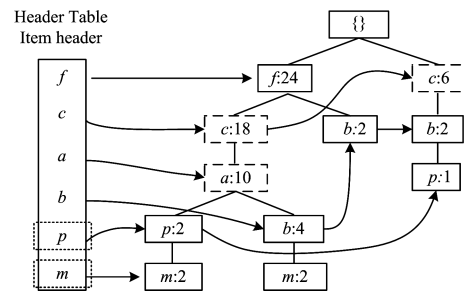 Header Table
Item header
{}
f
f:24
c:6
c
c:18
b:2
b:2
a
a:10
p:1
b
p
p:2
b:4
m
m:2
m:2